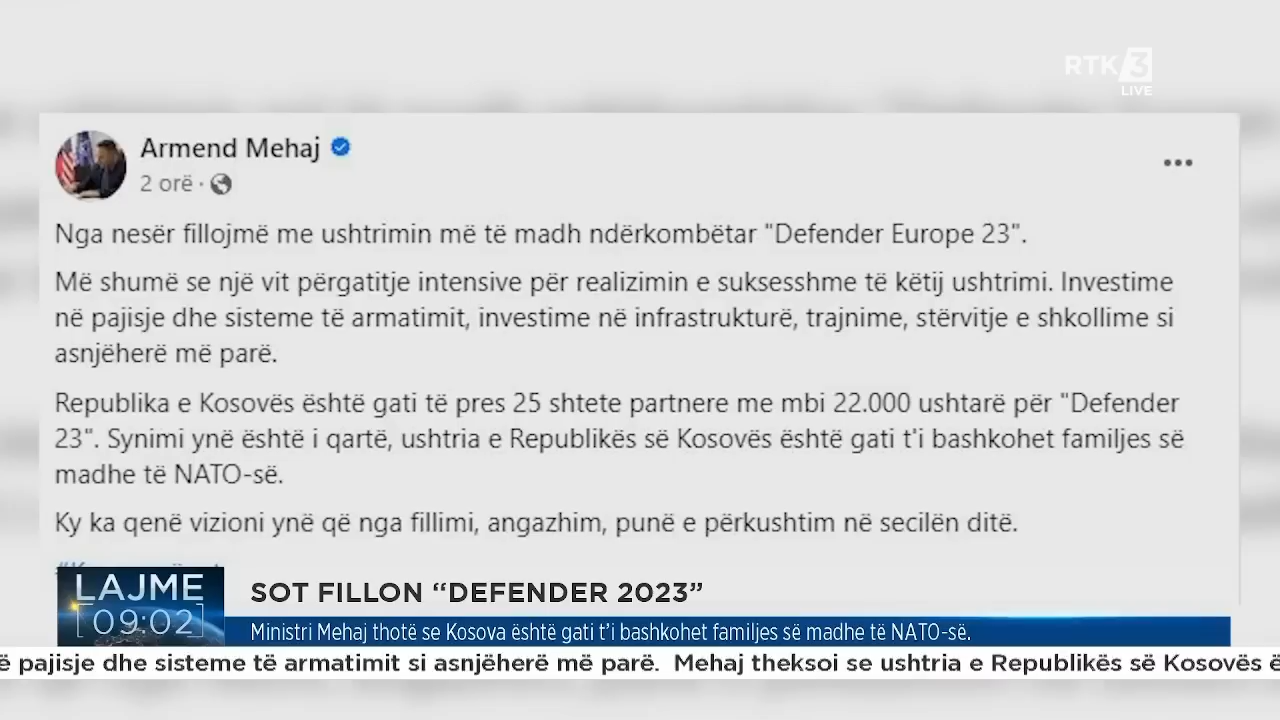 RTK 3
LIVE
Armend Mehaj
2 orë ·
Nga nesër fillojmë me ushtrimin më të madh ndërkombëtar "Defender Europe 23".
Më shumë se një vit përgatitje intensive për realizimin e suksesshme të këtij ushtrimi. Investime
në pajisje dhe sisteme të armatimit, investime në infrastrukturë, trajnime, stërvitje e shkollime si
asnjëherë më parë.
Republika e Kosovës është gati të pres 25 shtete partnere me mbi 22.000 ushtarë për "Defender
23". Synimi ynë është i qartë, ushtria e Republikës së Kosovës është gati t'i bashkohet familjes së
madhe të NATO-së.
Ky ka qenë vizioni ynë që nga fillimi, angazhim, punë e përkushtim në secilën ditë.
LAJME
09:02
SOT FILLON “DEFENDER 2023”
Ministri Mehaj thotë se Kosova është gati t’i bashkohet familjes së madhe të NATO-së.
pajisje dhe sisteme të armatimit si asnjëherë më parë. Mehaj theksoi se ushtria e Republikës së Kosovës